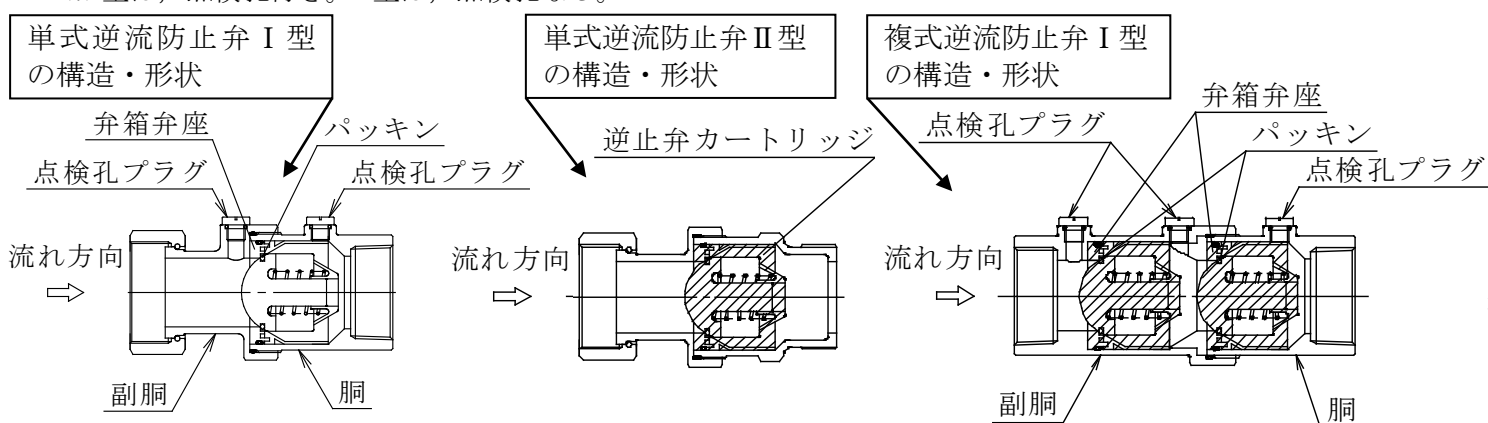 単式逆流防止弁Ⅰ型
の構造・形状
単式逆流防止弁Ⅱ型
の構造・形状
複式逆流防止弁Ⅰ型
の構造・形状
弁箱弁座
パッキン
点検孔プラグ
点検孔プラグ
流れ方向
副胴
胴
逆止弁カートリッジ
流れ方向
弁箱弁座
点検孔プラグ
パッキン
点検孔プラグ
流れ方向
副胴
胴